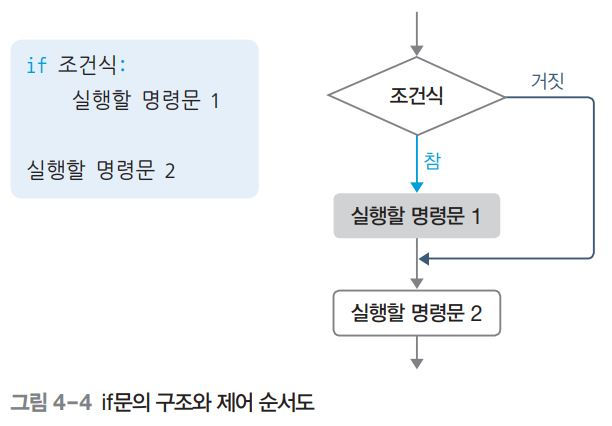 if 조건식:
실행할 명령문 1
실행할 명령문 2
조건식
거짓
참
실행할 명령문 1
실행할 명령문 2
그림 4-4 if문의 구조와 제어 순서도